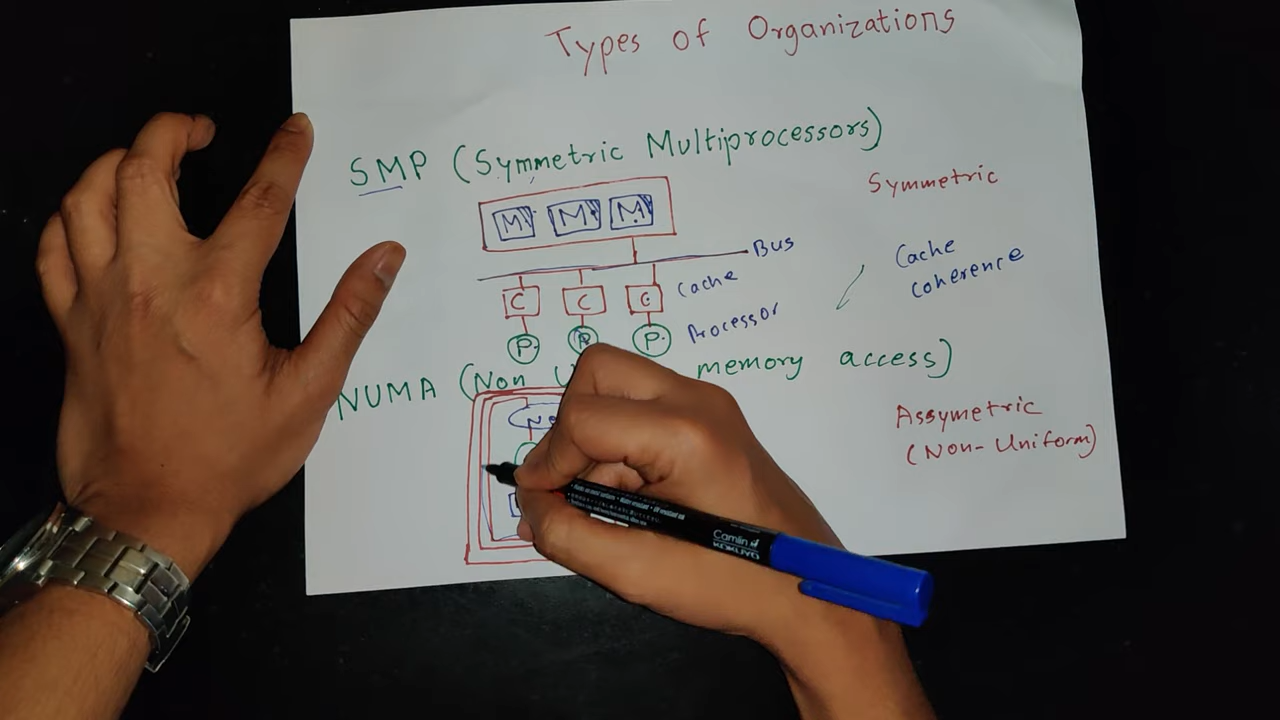 Types of Organizations
SMP (Symmetric Multiprocessors)
Symmetric
M M M
Bus
C C C Cache
Cache coherence
P P P Processor
NUMA (Non U memory access)
Assymetric
(Non-Uniform)
Camlin
KOKUYO